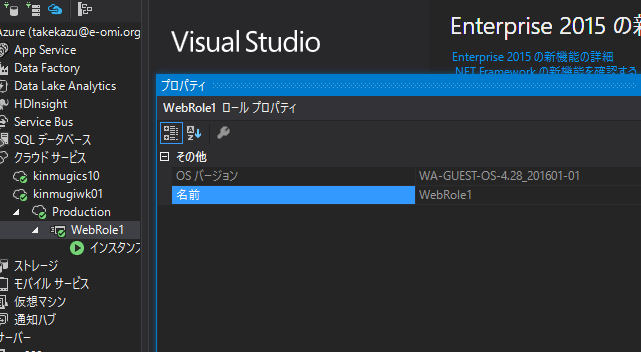 Azure (takekazu@e-omi.org
App Service
Data Factory
Data Lake Analytics
HDInsight
Service Bus
SQL データベース
クラウド サービス
kinmugics10
kinmugiwk01
Production
WebRole1
インスタンス
ストレージ
モバイル サービス
仮想マシン
通知ハブ
サーバー
Visual Studio
Enterprise 2015 の新
Enterprise 2015 の新機能の詳細
.NET Framework の新機能を確認する
プロパティ
WebRole1 ロール プロパティ
その他
OS バージョン WA-GUEST-OS-4.28_201601-01
名前 WebRole1